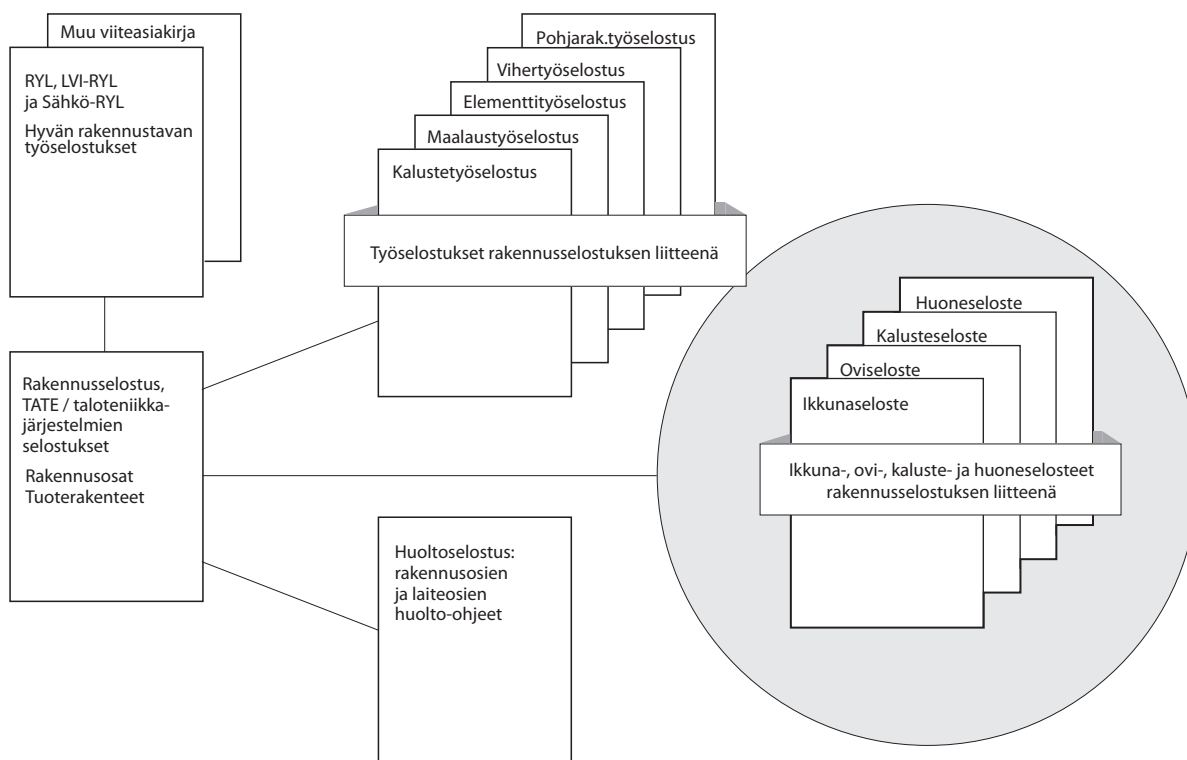 Muu viiteasiakirja
RYL, LVI-RYL
ja Sähkö-RYL
Hyvän rakennustavan
työselostukset
Pohjarak.työselostus
Vihertyöselostus
Elementtityöselostus
Maalaustyöselostus
Kalustetyöselostus
Työselostukset rakennusselostuksen liitteenä
Huoneseloste
Kalusteseloste
Oviseloste
Ikkunaseloste
Ikkuna-, ovi-, kaluste- ja huoneselosteet
rakennusselostuksen liitteenä
Rakennusselostus,
TATE / taloteniikka-
järjestelmien
selostukset
Rakennusosat
Tuoterakenteet
Huoltoselostus:
rakennusosien
ja laiteosien
huolto-ohjeet